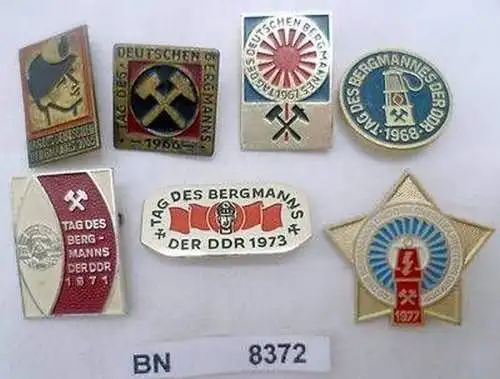 TAG DES DEUTSCHEN BERGMANNS
1966
TAG DES DEUTSCHEN BERGMANNES
1967
TAG DES BERGMANNES DER DDR
1968
TAG DES
BERG-
MANNS
DER DDR
1971
TAG DES BERGMANNS
DER DDR 1973
1977
BN 8372